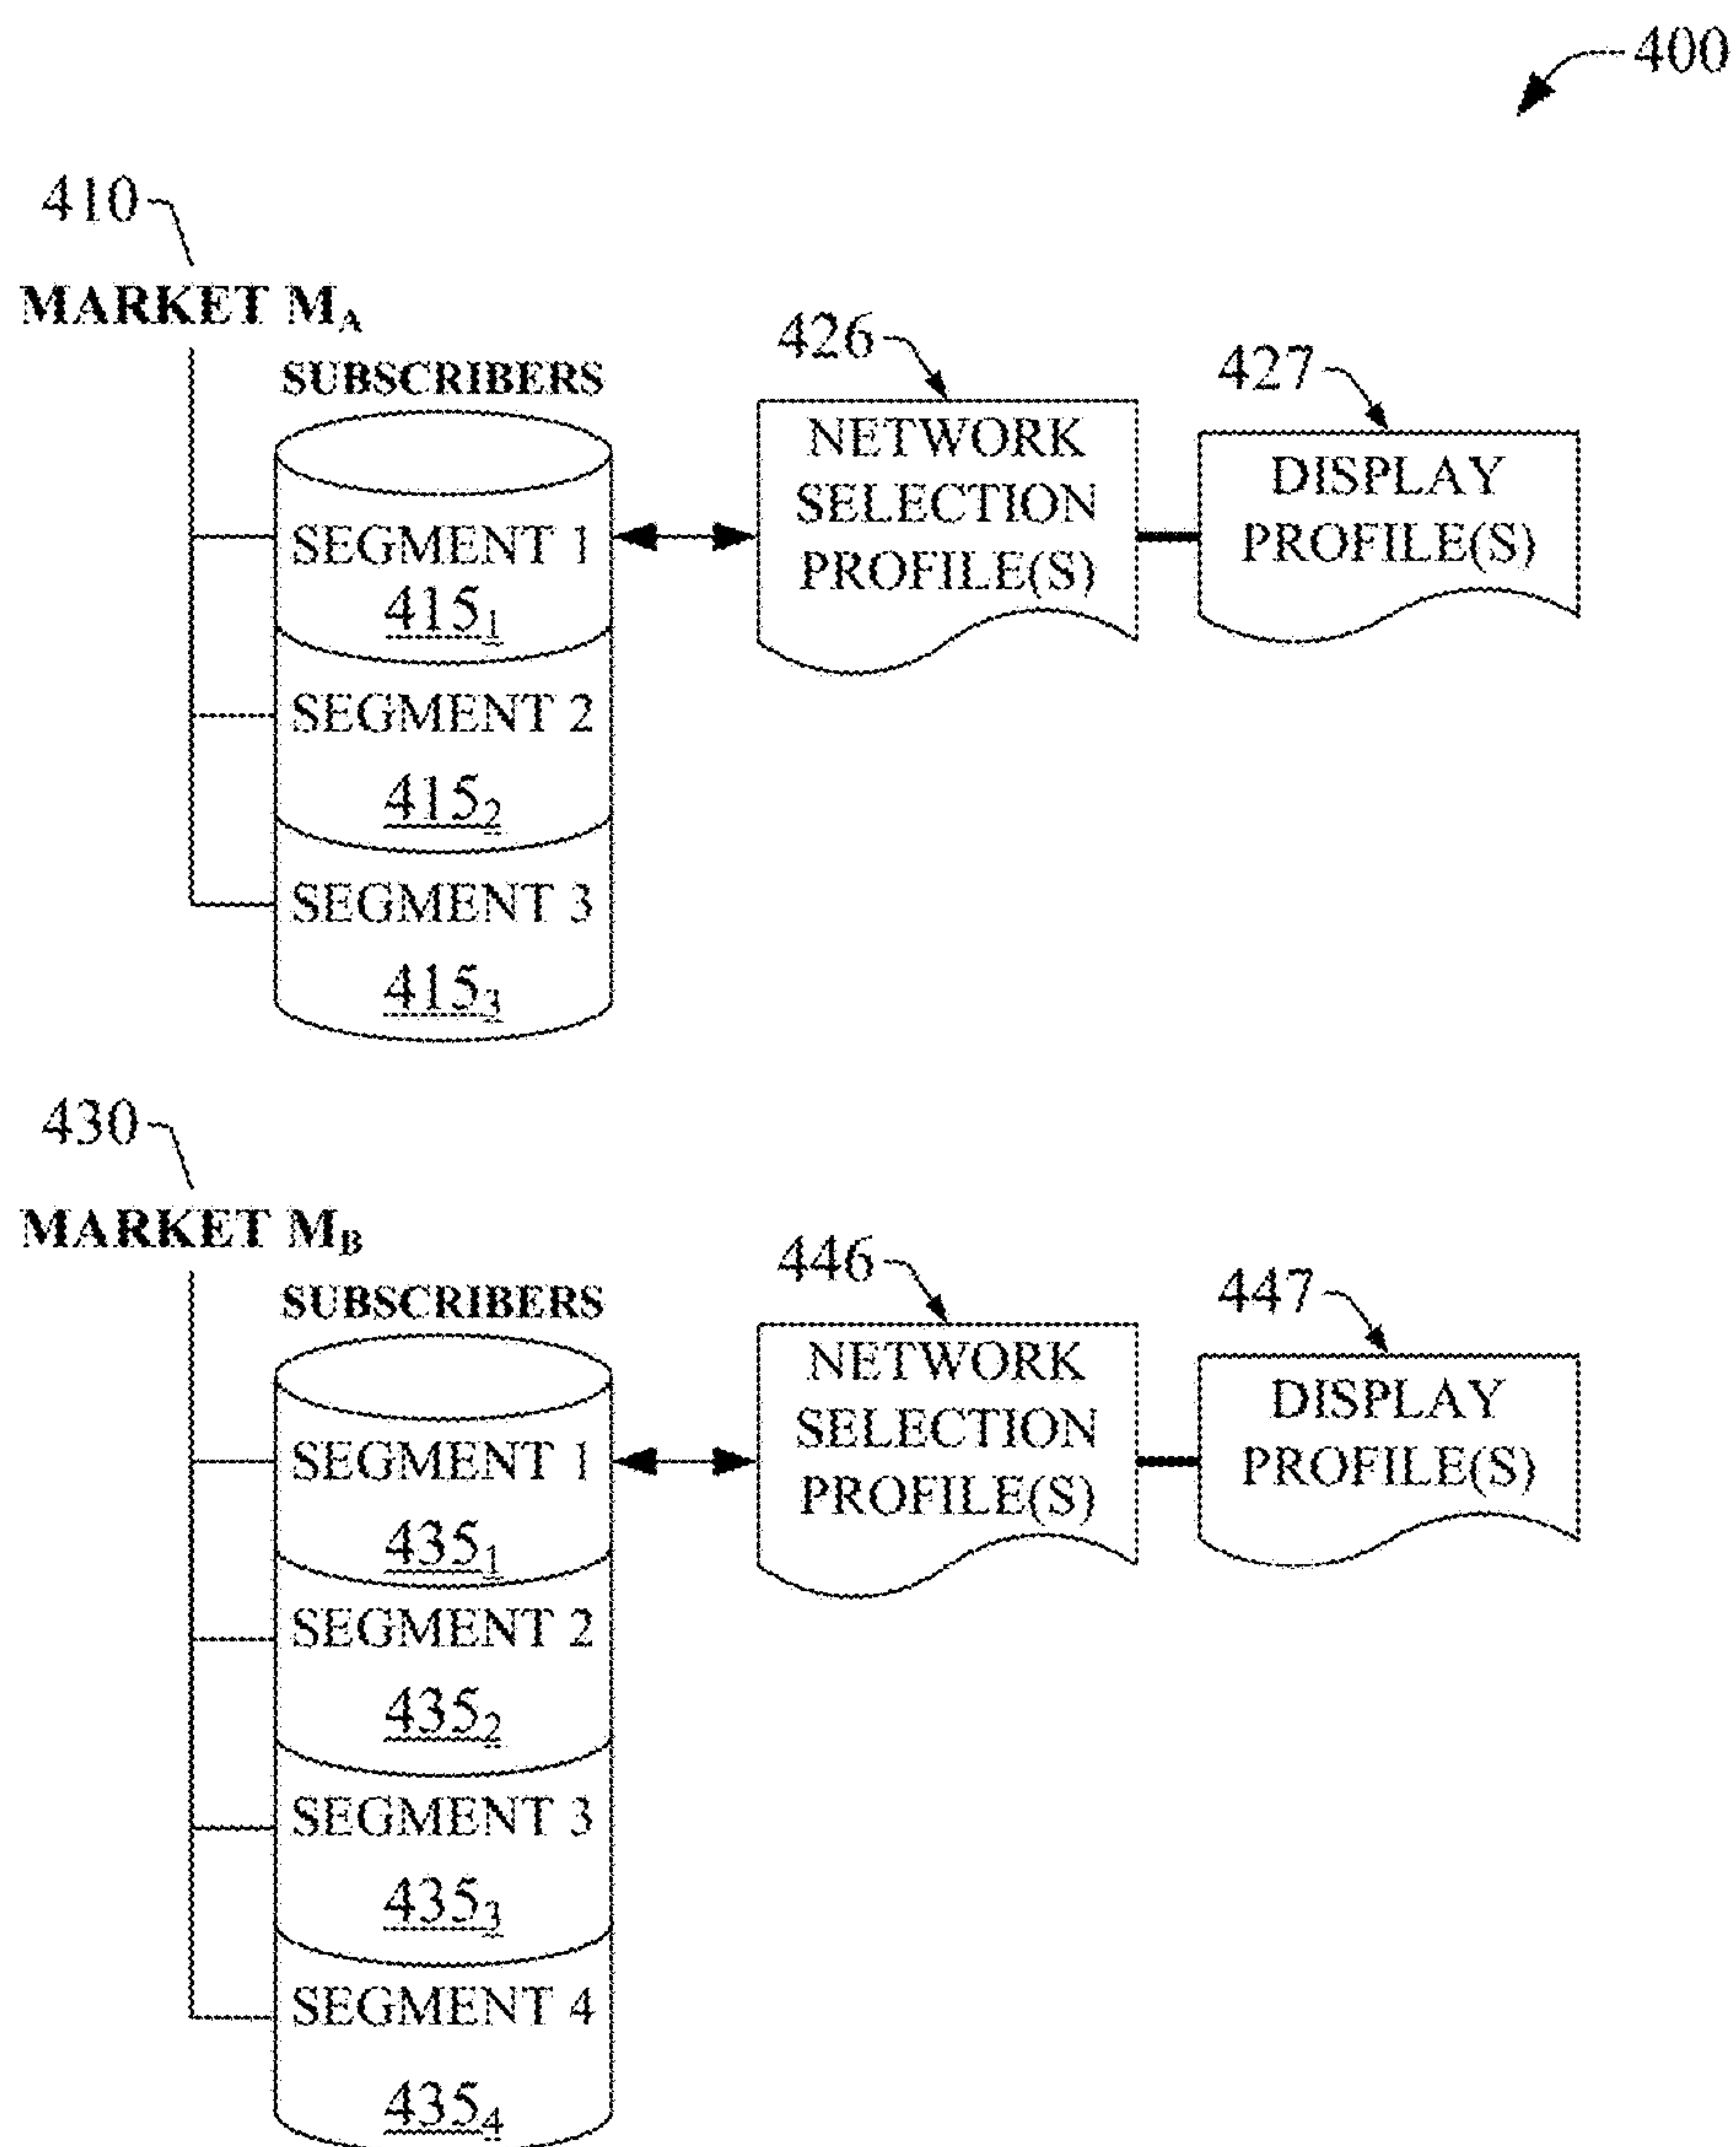 400
410
MARKET MA
SUBSCRIBERS
426
427
NETWORK
SELECTION
PROFILE(S)
DISPLAY
PROFILE(S)
SEGMENT 1
415₁
SEGMENT 2
415₂
SEGMENT 3
415₃
430
MARKET MB
SUBSCRIBERS
446
447
NETWORK
SELECTION
PROFILE(S)
DISPLAY
PROFILE(S)
SEGMENT 1
435₁
SEGMENT 2
435₂
SEGMENT 3
435₃
SEGMENT 4
435₄